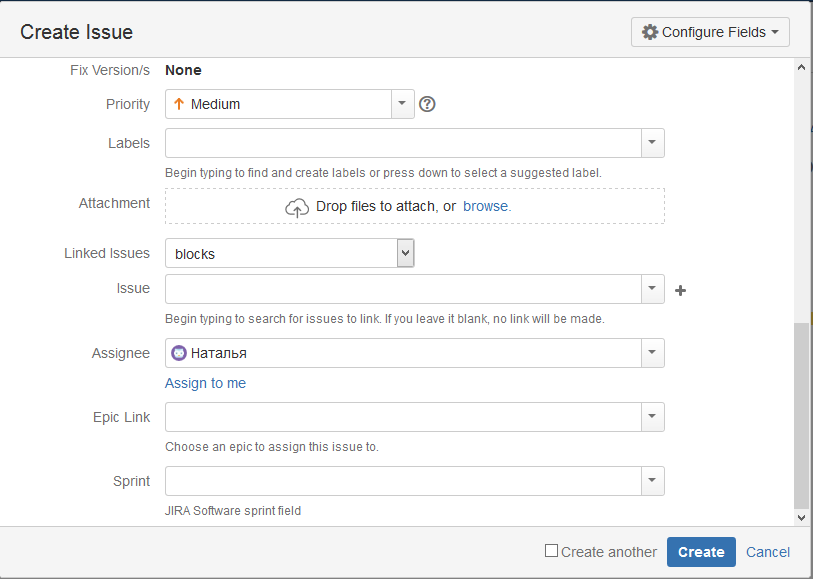 Create Issue
Configure Fields
Fix Version/s None
Priority Medium
Labels
Begin typing to find and create labels or press down to select a suggested label.
Attachment Drop files to attach, or browse.
Linked Issues blocks
Issue
Begin typing to search for issues to link. If you leave it blank, no link will be made.
Assignee Наталья
Assign to me
Epic Link
Choose an epic to assign this issue to.
Sprint
JIRA Software sprint field
Create another Create Cancel